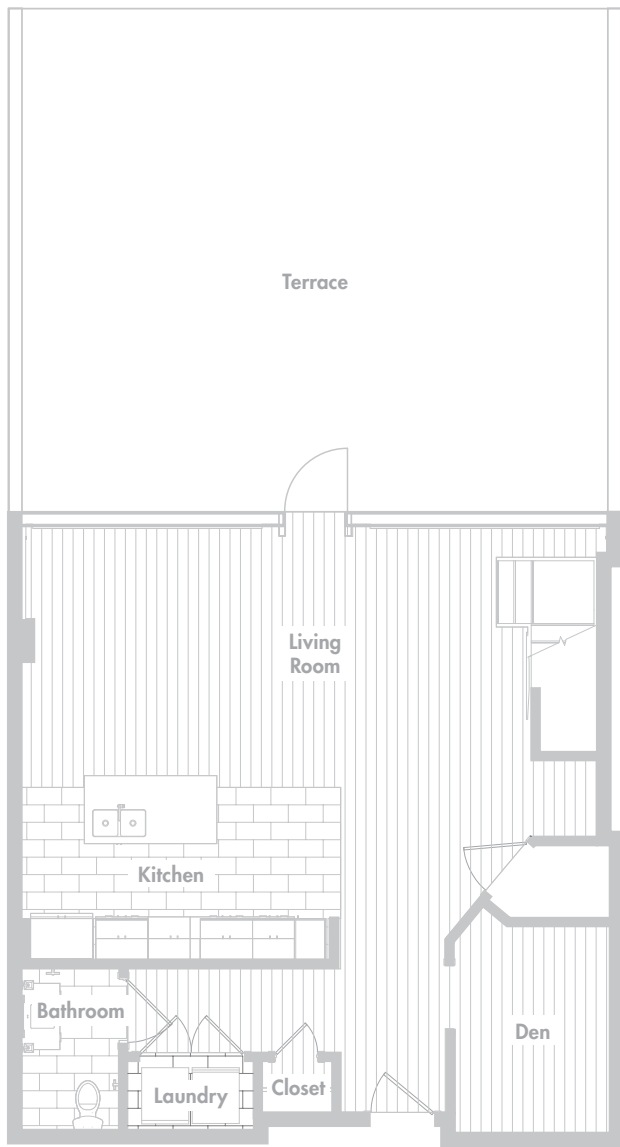 Terrace
Living
Room
Kitchen
Bathroom
Den
Laundry
Closet